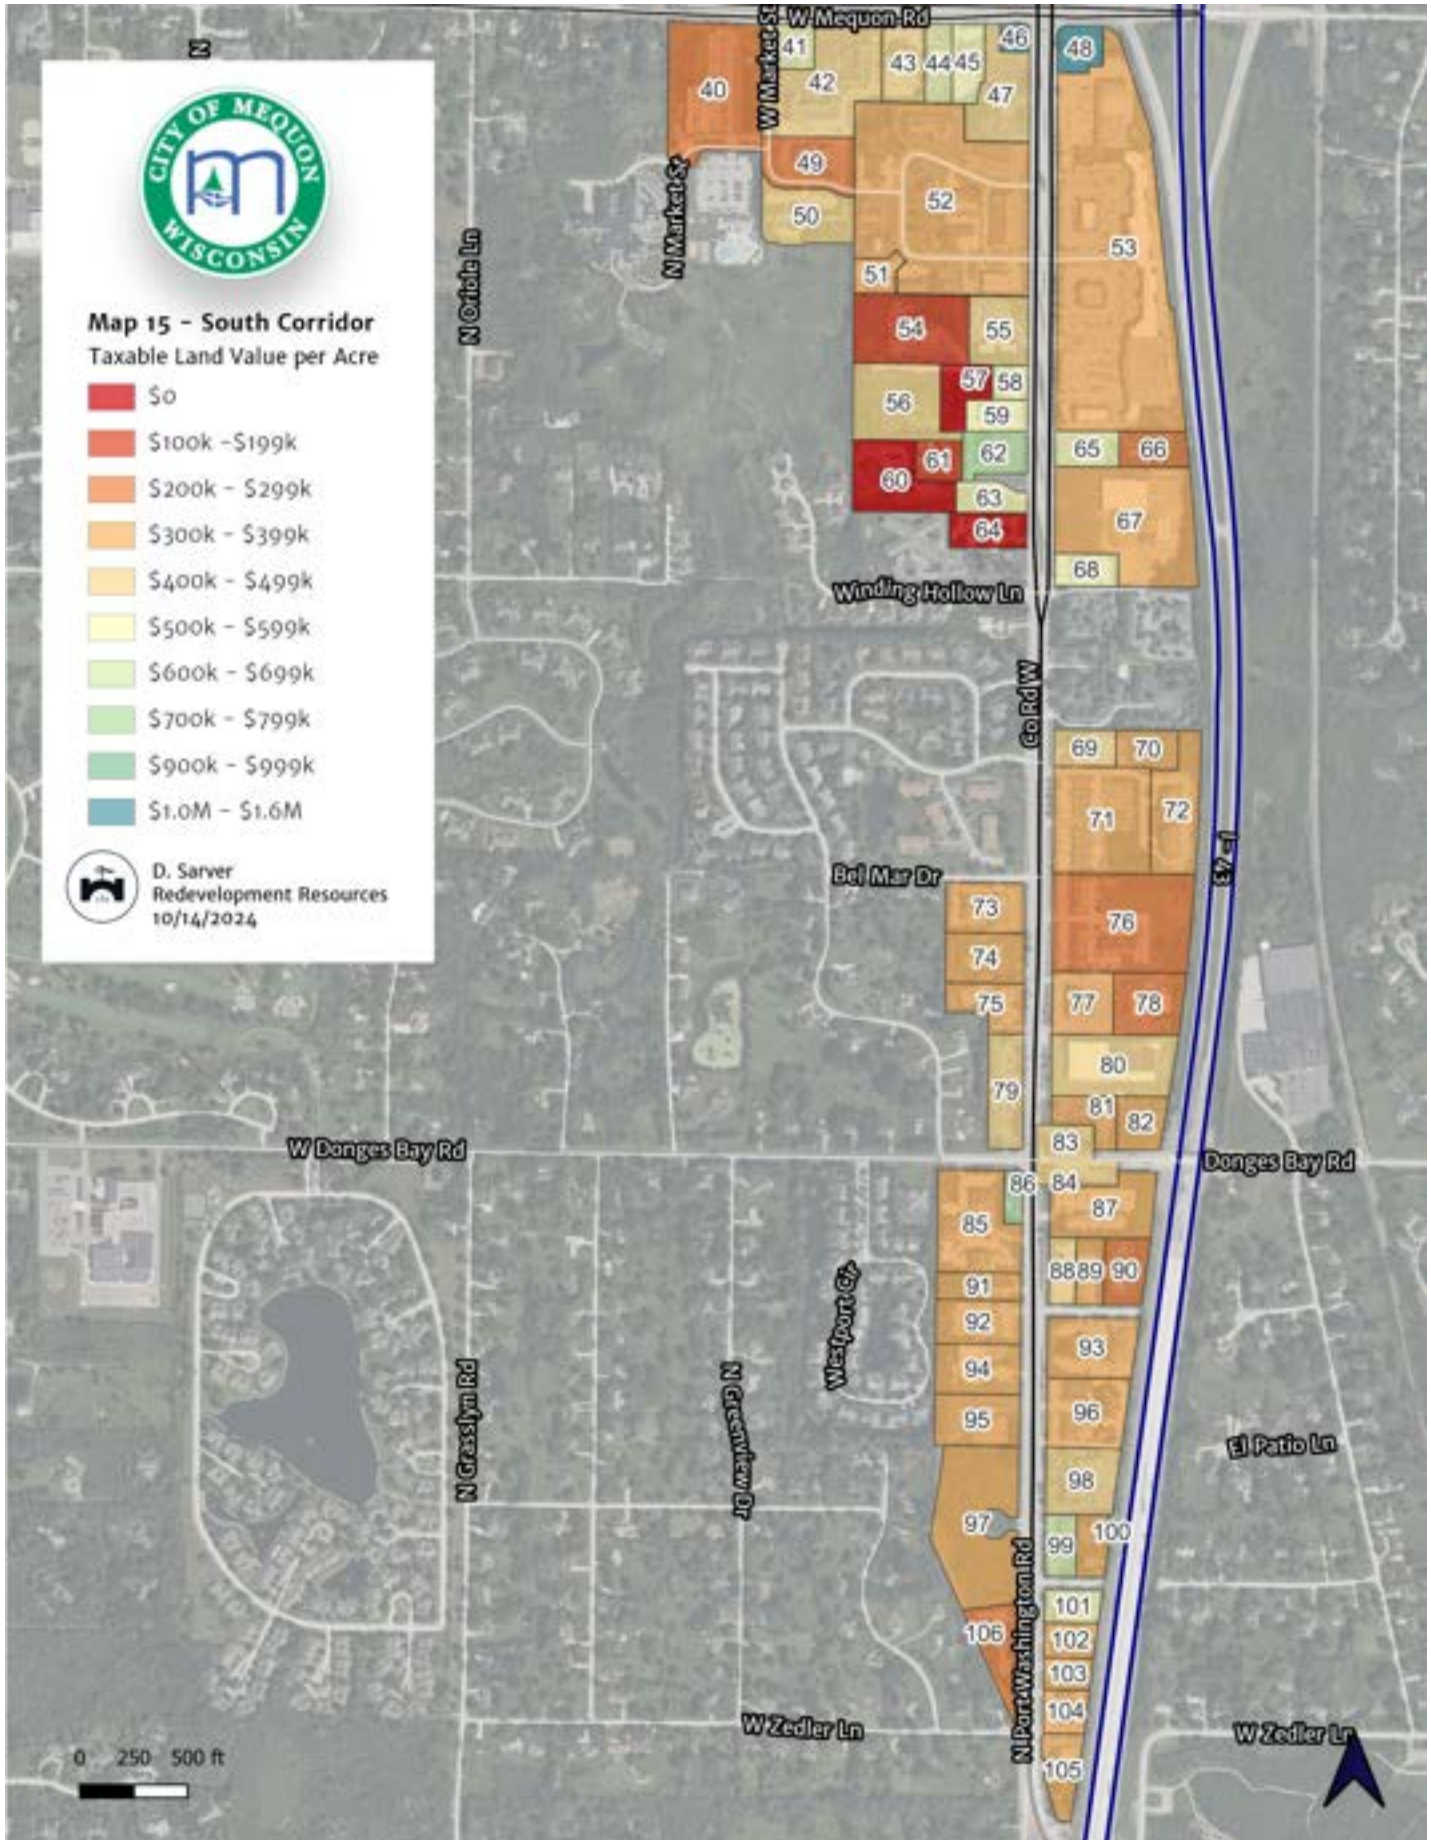 W Mequon Rd
N
W Market St
CITY OF MEQUON
WISCONSIN
Map 15 - South Corridor
Taxable Land Value per Acre
$0
$100k -$199k
$200k - $299k
$300k - $399k
$400k - $499k
$500k - $599k
$600k - $699k
$700k - $799k
$900k - $999k
$1.0M - $1.6M
D. Sarver
Redevelopment Resources
10/14/2024
N Oriole Ln
N Market St
40
41
42
43
44
45
46
47
48
49
50
51
52
53
54
55
56
57
58
59
60
61
62
63
64
65
66
67
68
Winding Hollow Ln
Co Rd W
69
70
71
72
I-43
Bel Mar Dr
73
74
75
76
77
78
79
80
81
82
83
W Donges Bay Rd
Donges Bay Rd
84
85
86
87
88
89
90
91
92
93
94
95
96
97
98
99
100
101
102
103
104
105
106
Westport Cir
N Grasslyn Rd
N Greenview Dr
El Patio Ln
N Port Washington Rd
W Zedler Ln
W Zedler Ln
0 250 500 ft